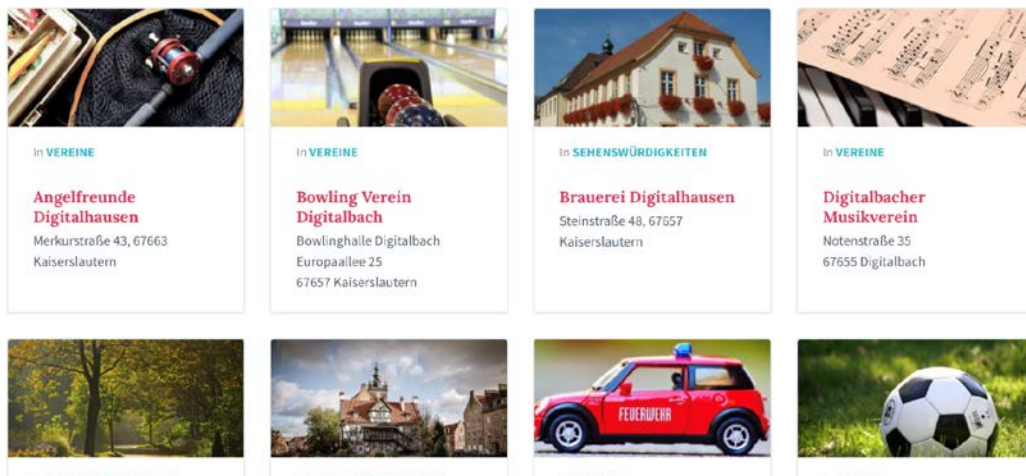 In VEREINE
Angelfreunde
Digitalhausen
Merkurstraße 43, 67663
Kaiserslautern
In VEREINE
Bowling Verein
Digitalbach
Bowlinghalle Digitalbach
Europaallee 25
67657 Kaiserslautern
In SEHENSWÜRDIGKEITEN
Brauerei Digitalhausen
Steinstraße 48, 67657
Kaiserslautern
In VEREINE
Digitalbacher
Musikverein
Notenstraße 35
67655 Digitalbach
FEUERWEHR